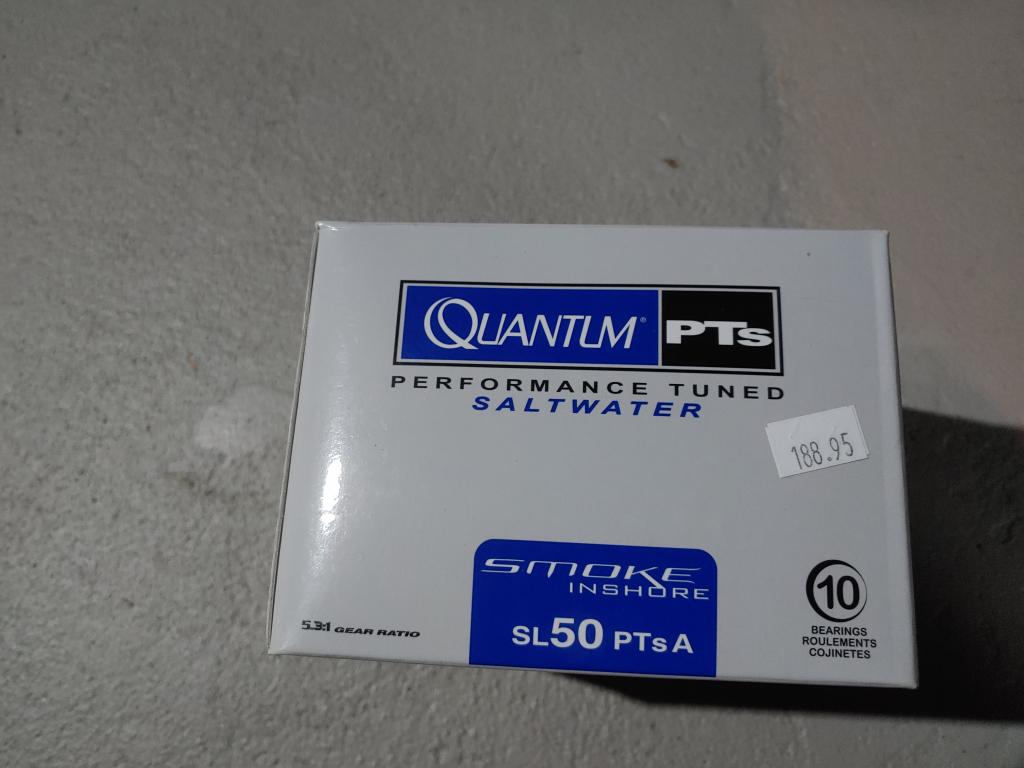 QUANTUM® PTs
PERFORMANCE TUNED
SALTWATER
188.95
SMOKE
INSHORE
SL50 PTsA
5.3:1 GEAR RATIO
10
BEARINGS
ROULEMENTS
COJINETES